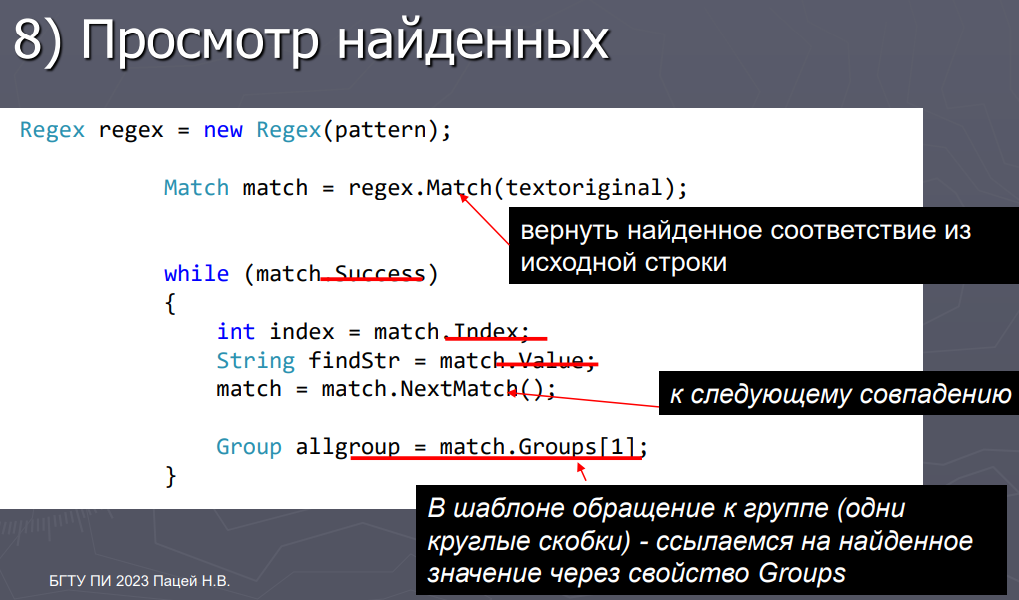 8) Просмотр найденных
Regex regex = new Regex(pattern);
Match match = regex.Match(textoriginal);
вернуть найденное соответствие из
исходной строки
while (match.Success)
{
int index = match.Index;
String findStr = match.Value;
match = match.NextMatch();
к следующему совпадению
Group allgroup = match.Groups[1];
}
В шаблоне обращение к группе (одни
круглые скобки) - ссылаемся на найденное
значение через свойство Groups
БГТУ ПИ 2023 Пацей Н.В.